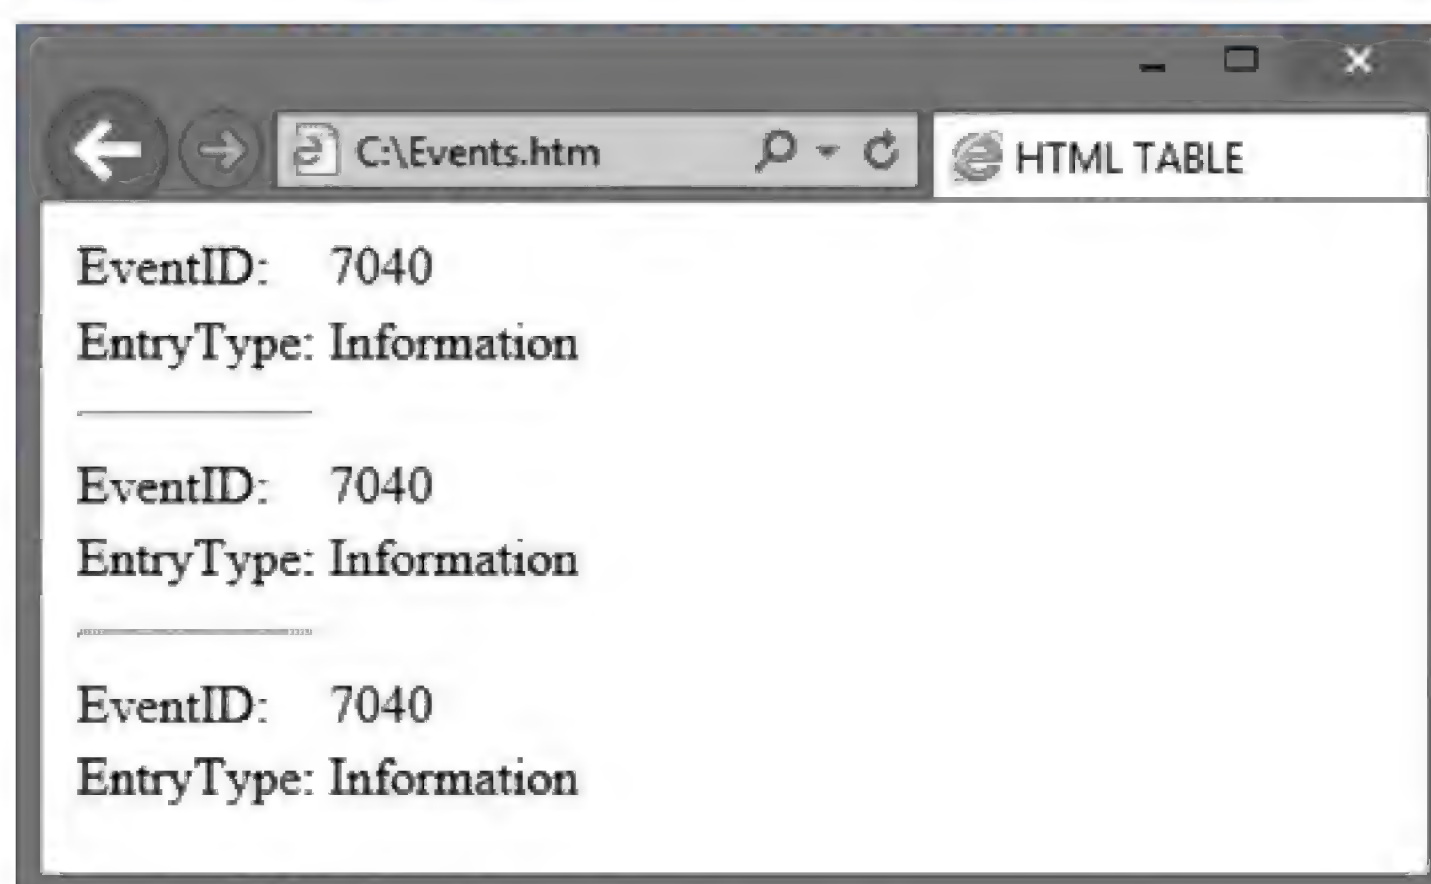 C:\Events.htm
HTML TABLE
EventID: 7040
EntryType: Information
EventID: 7040
EntryType: Information
EventID: 7040
EntryType: Information